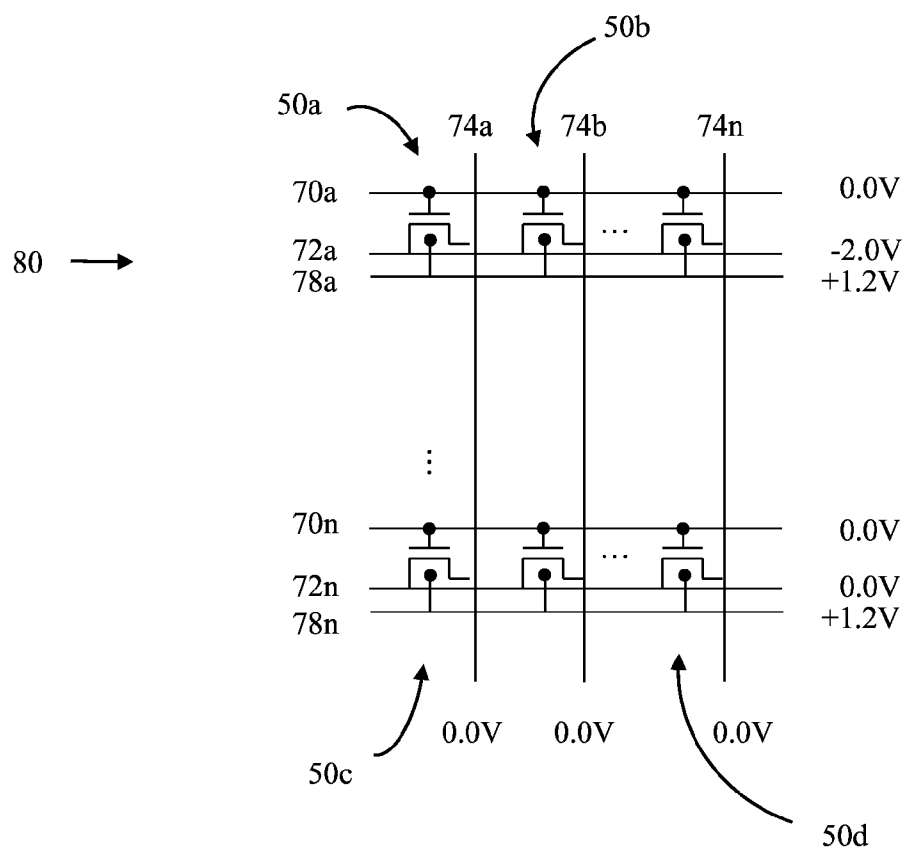 50b
50a
74a 74b 74n
70a 0.0V
...
72a -2.0V
80
78a +1.2V
⋮
70n 0.0V
...
72n 0.0V
78n +1.2V
0.0V 0.0V 0.0V
50c
50d